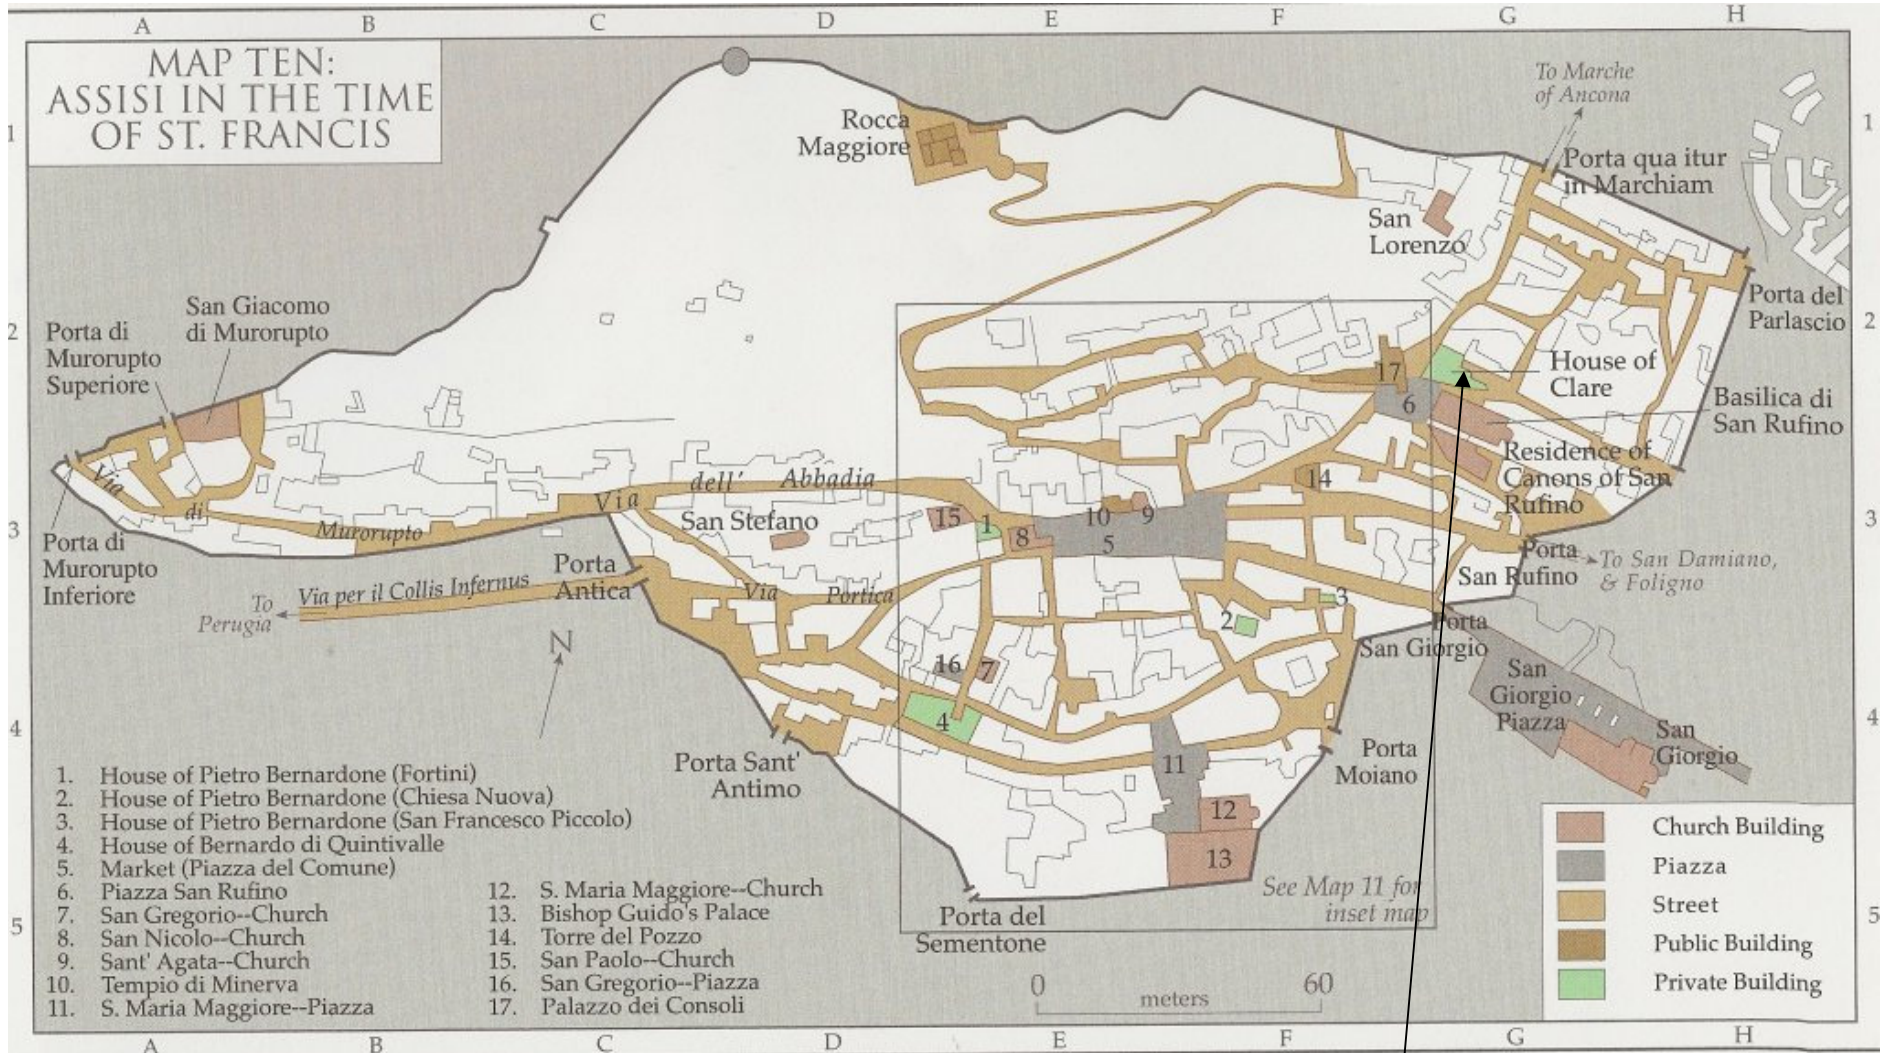 A B C D E F G H
MAP TEN:
ASSISI IN THE TIME
OF ST. FRANCIS
1
1
To Marche
of Ancona
Rocca
Maggiore
Porta qua itur
in Marchiam
San
Lorenzo
San Giacomo
di Murorupto
Porta di
Murorupto
Superiore
2
2
Porta del
Parlascio
House of
Clare
17
6
Basilica di
San Rufino
Residence of
Canons of San
Rufino
14
Via
dell'
Abbadia
Via
di
Murorupto
San Stefano
15
1
8
10
9
5
3
3
Porta di
Murorupto
Inferiore
Porta
Antica
Porta
San Rufino
To San Damiano,
& Foligno
Via per il Collis Infernus
To
Perugia
Via
Portica
2
3
Porta
San Giorgio
N
16
7
San
Giorgio
Piazza
San
Giorgio
4
4
4
Porta Sant'
Antimo
11
Porta
Moiano
12
13
See Map 11 for
inset map
Porta del
Sementone
5
5
1. House of Pietro Bernardone (Fortini)
2. House of Pietro Bernardone (Chiesa Nuova)
3. House of Pietro Bernardone (San Francesco Piccolo)
4. House of Bernardo di Quintivalle
5. Market (Piazza del Comune)
6. Piazza San Rufino
7. San Gregorio--Church
8. San Nicolo--Church
9. Sant' Agata--Church
10. Tempio di Minerva
11. S. Maria Maggiore--Piazza
12. S. Maria Maggiore--Church
13. Bishop Guido's Palace
14. Torre del Pozzo
15. San Paolo--Church
16. San Gregorio--Piazza
17. Palazzo dei Consoli
0 60
meters
Church Building
Piazza
Street
Public Building
Private Building
A B C D E F G H